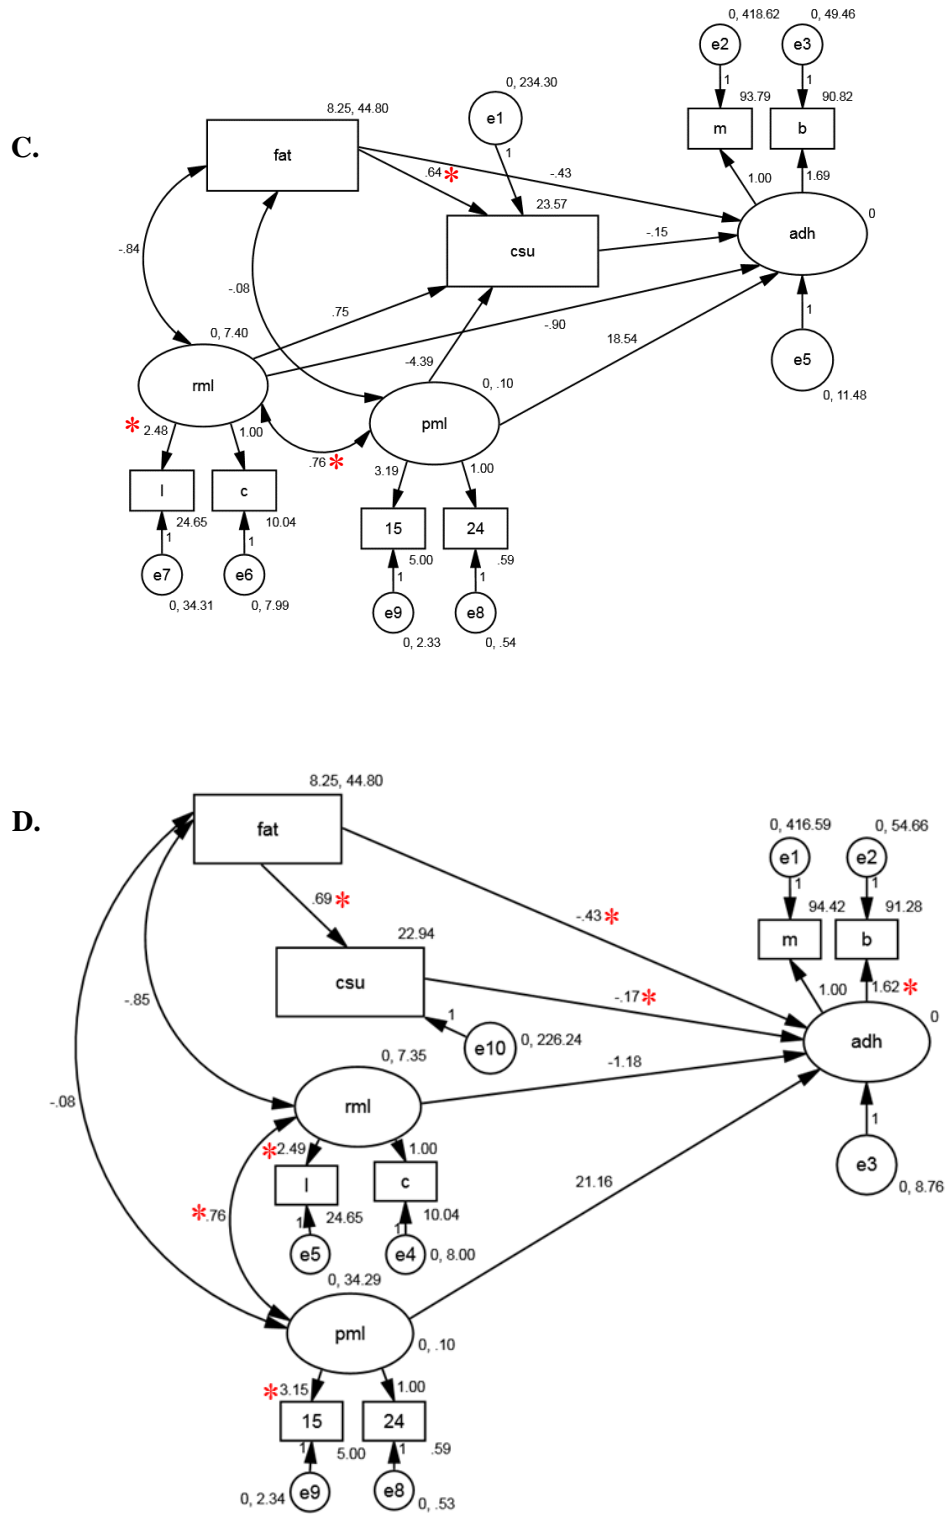 C.
0, 418.62
0, 49.46
e2
e3
1
1
93.79
90.82
m
b
0, 234.30
e1
1
8.25, 44.80
fat
.64 *
-.43
1.00
1.69
23.57
csu
-.15
0
adh
-.84
-.08
.75
-.90
18.54
1
e5
0, 11.48
0, 7.40
rml
-4.39
0, .10
pml
* 2.48
1.00
.76 *
3.19
1.00
l
c
24.65
10.04
1
1
e7
e6
0, 34.31
0, 7.99
15
24
5.00
.59
1
1
e9
e8
0, 2.33
0, .54
D.
8.25, 44.80
fat
0, 416.59
0, 54.66
e1
e2
1
1
94.42
91.28
m
b
.69 *
-.43 *
22.94
csu
-.17 *
1.00
1.62 *
0
adh
1
e10
0, 226.24
-.85
0, 7.35
rml
-1.18
1
e3
0, 8.76
-.08
* 2.49
1.00
l
c
24.65
10.04
1
1
e5
e4
0, 8.00
* .76
21.16
0, 34.29
pml
0, .10
* 3.15
1.00
15
24
1
5.00
1
.59
e9
e8
0, 2.34
0, .53